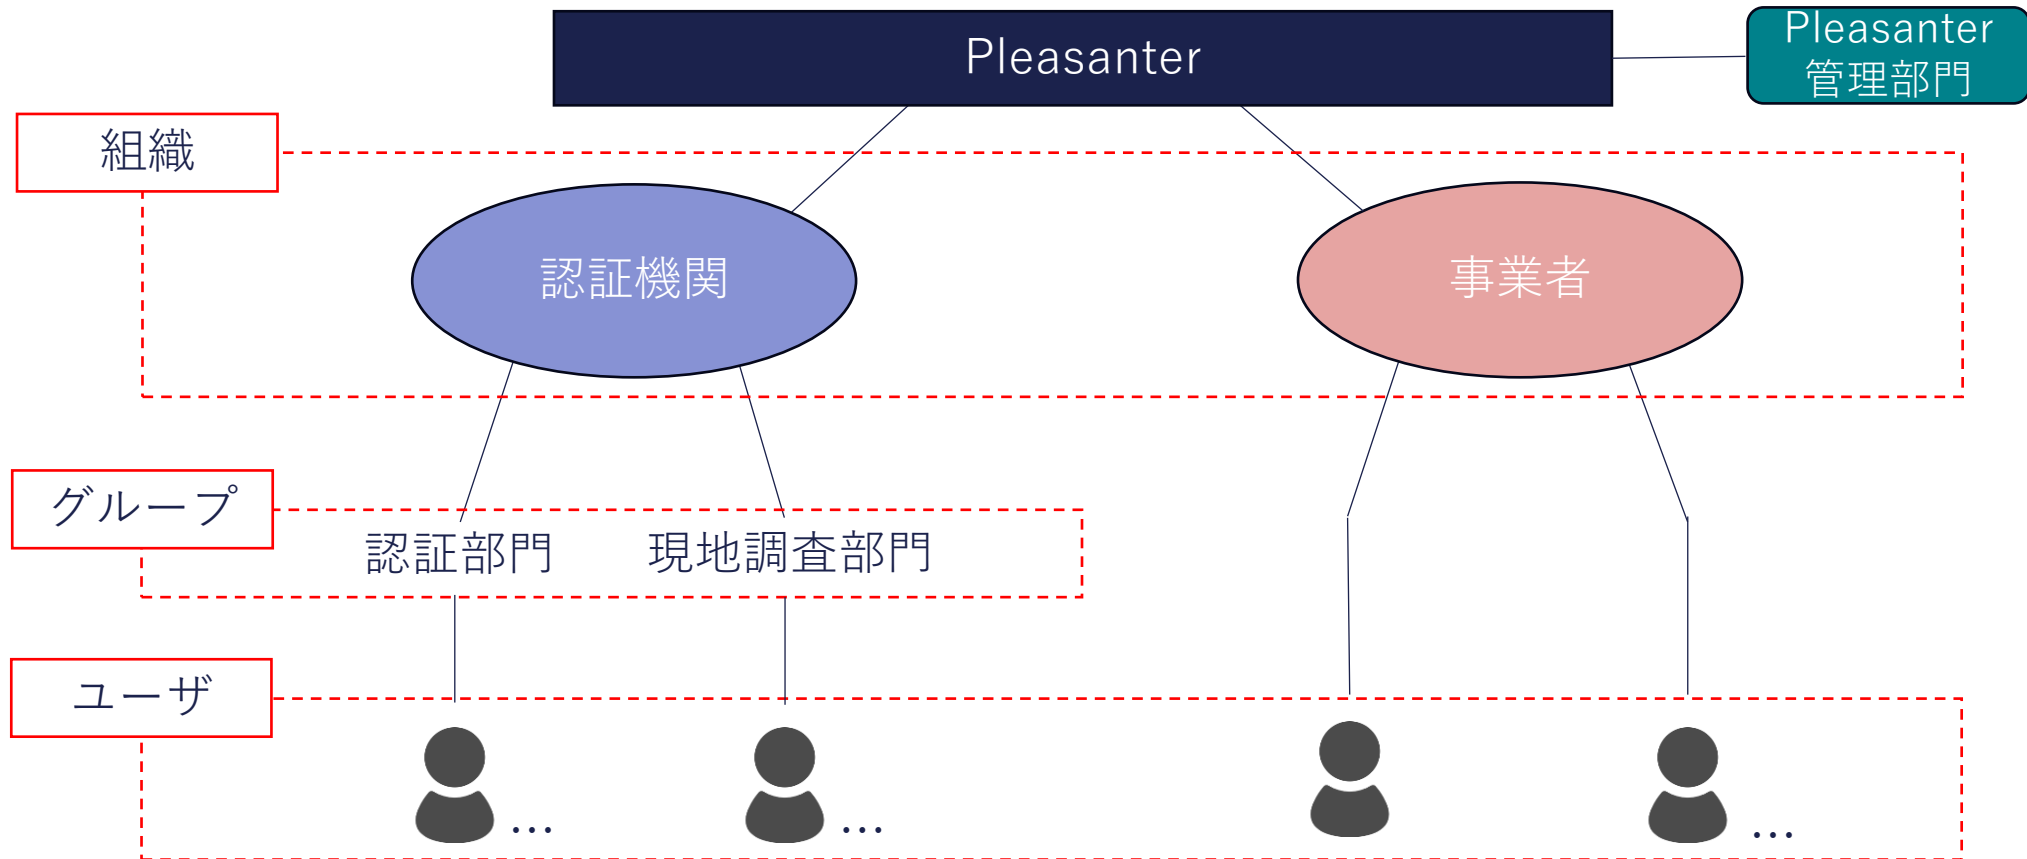 Pleasanter
Pleasanter
管理部門
組織
認証機関
事業者
グループ
認証部門
現地調査部門
ユーザ
...
...
...